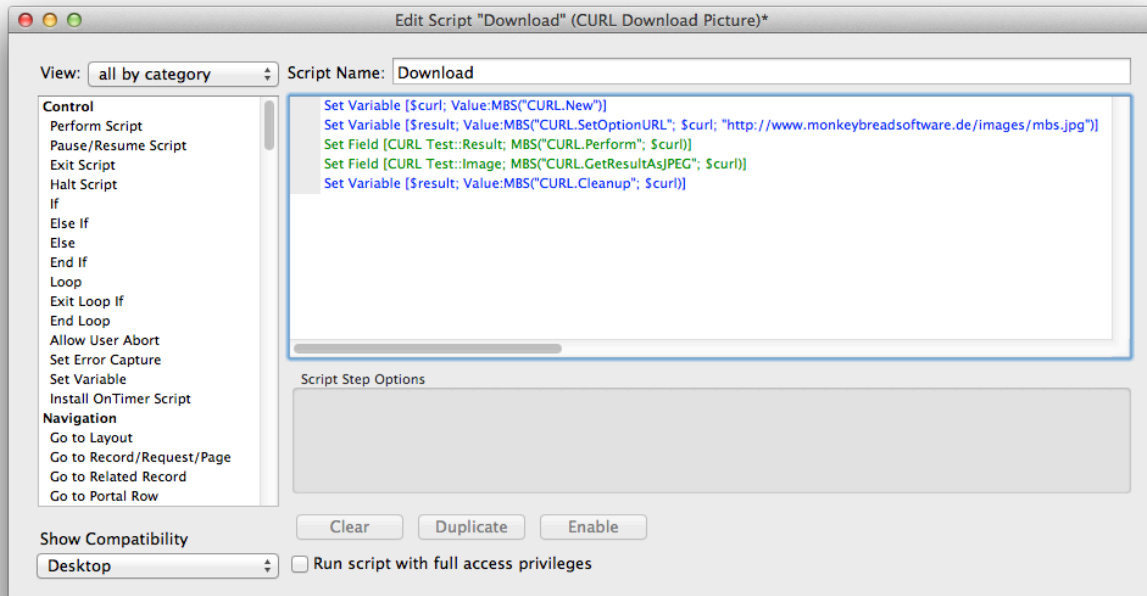 Edit Script "Download" (CURL Download Picture)*
View: all by category
Script Name: Download
Control
Perform Script
Pause/Resume Script
Exit Script
Halt Script
If
Else If
Else
End If
Loop
Exit Loop If
End Loop
Allow User Abort
Set Error Capture
Set Variable
Install OnTimer Script
Navigation
Go to Layout
Go to Record/Request/Page
Go to Related Record
Go to Portal Row
Set Variable [$curl; Value:MBS("CURL.New")]
Set Variable [$result; Value:MBS("CURL.SetOptionURL"; $curl; "http://www.monkeybreadsoftware.de/images/mbs.jpg")]
Set Field [CURL Test::Result; MBS("CURL.Perform"; $curl)]
Set Field [CURL Test::Image; MBS("CURL.GetResultAsJPEG"; $curl)]
Set Variable [$result; Value:MBS("CURL.Cleanup"; $curl)]
Script Step Options
Clear
Duplicate
Enable
Show Compatibility
Desktop
Run script with full access privileges